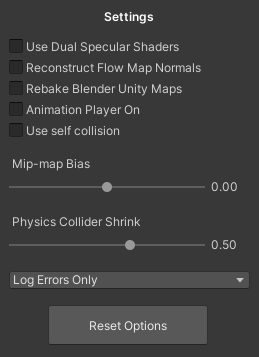 Settings
Use Dual Specular Shaders
Reconstruct Flow Map Normals
Rebake Blender Unity Maps
Animation Player On
Use self collision
Mip-map Bias
0.00
Physics Collider Shrink
0.50
Log Errors Only
Reset Options